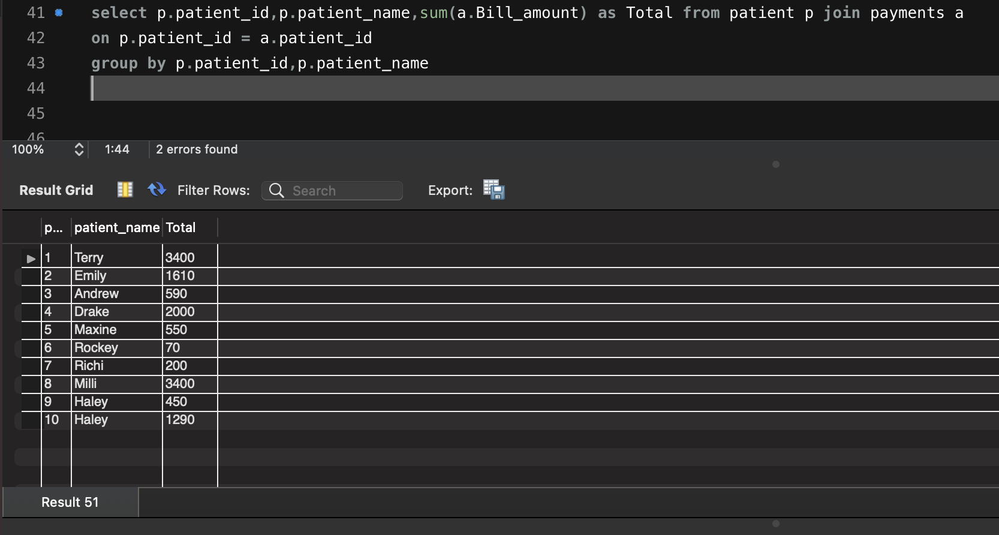 41 select p.patient_id,p.patient_name,sum(a.Bill_amount) as Total from patient p join payments a
42 on p.patient_id = a.patient_id
43 group by p.patient_id,p.patient_name
44
45
46
100% 1:44 2 errors found
Result Grid Filter Rows: Search Export:
p... patient_name Total
1 Terry 3400
2 Emily 1610
3 Andrew 590
4 Drake 2000
5 Maxine 550
6 Rockey 70
7 Richi 200
8 Milli 3400
9 Haley 450
10 Haley 1290
Result 51